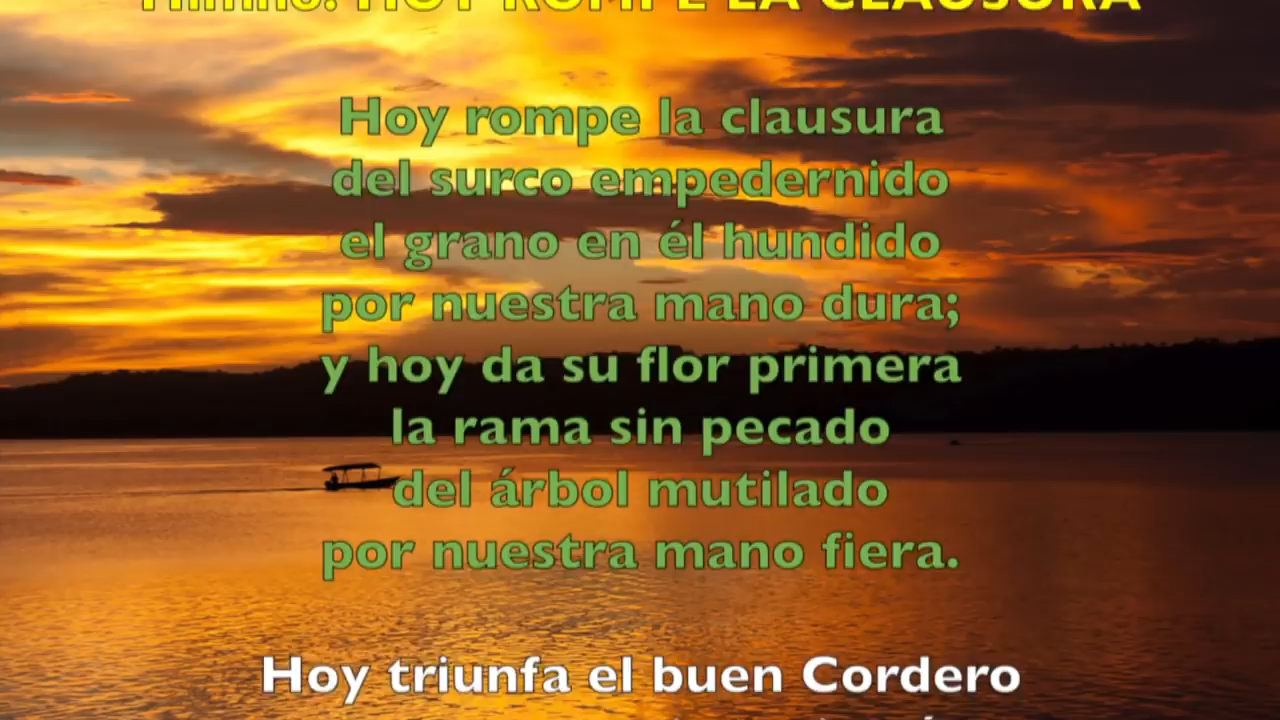 Himno: HOY ROMPE LA CLAUSURA
Hoy rompe la clausura
del surco empedernido
el grano en él hundido
por nuestra mano dura;
y hoy da su flor primera
la rama sin pecado
del árbol mutilado
por nuestra mano fiera.
Hoy triunfa el buen Cordero